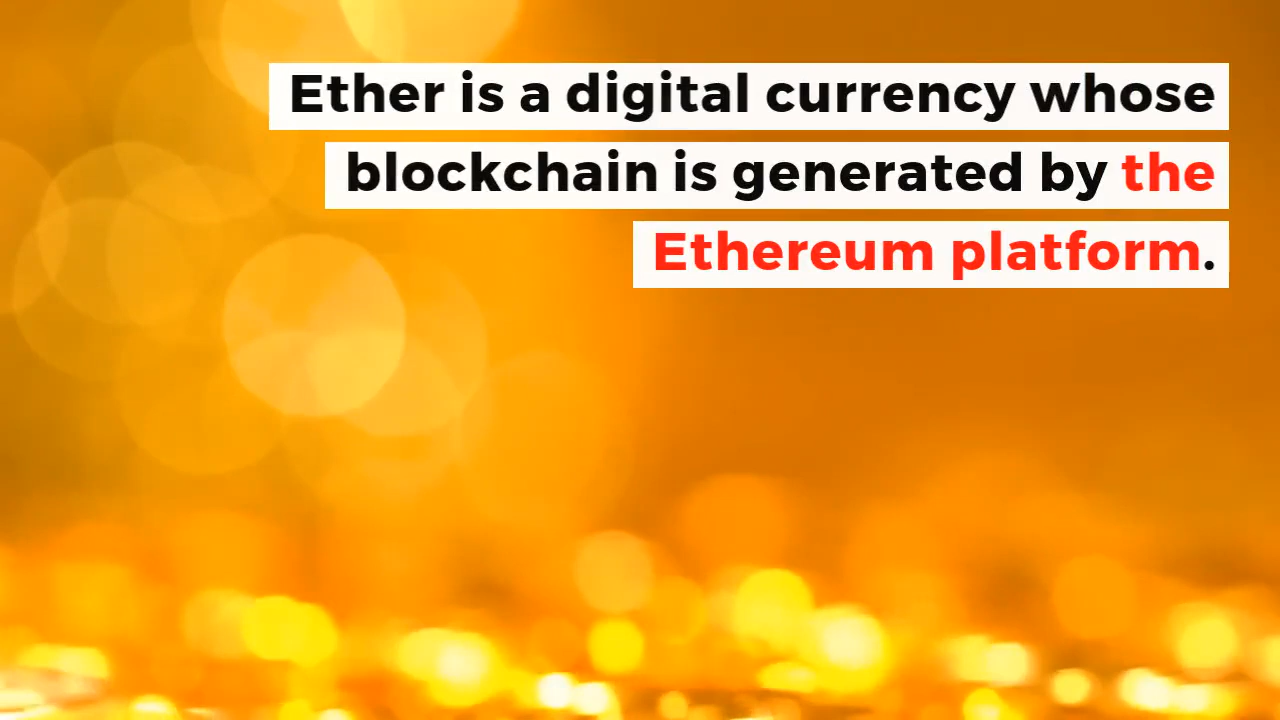 Ether is a digital currency whose
blockchain is generated by the
Ethereum platform.